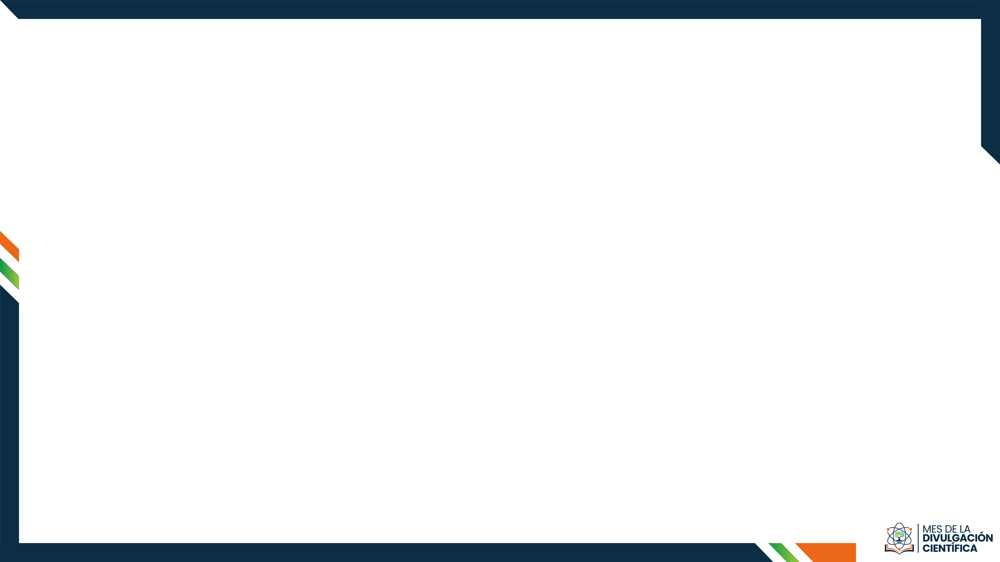 MES DE LA
DIVULGACIÓN
CIENTÍFICA